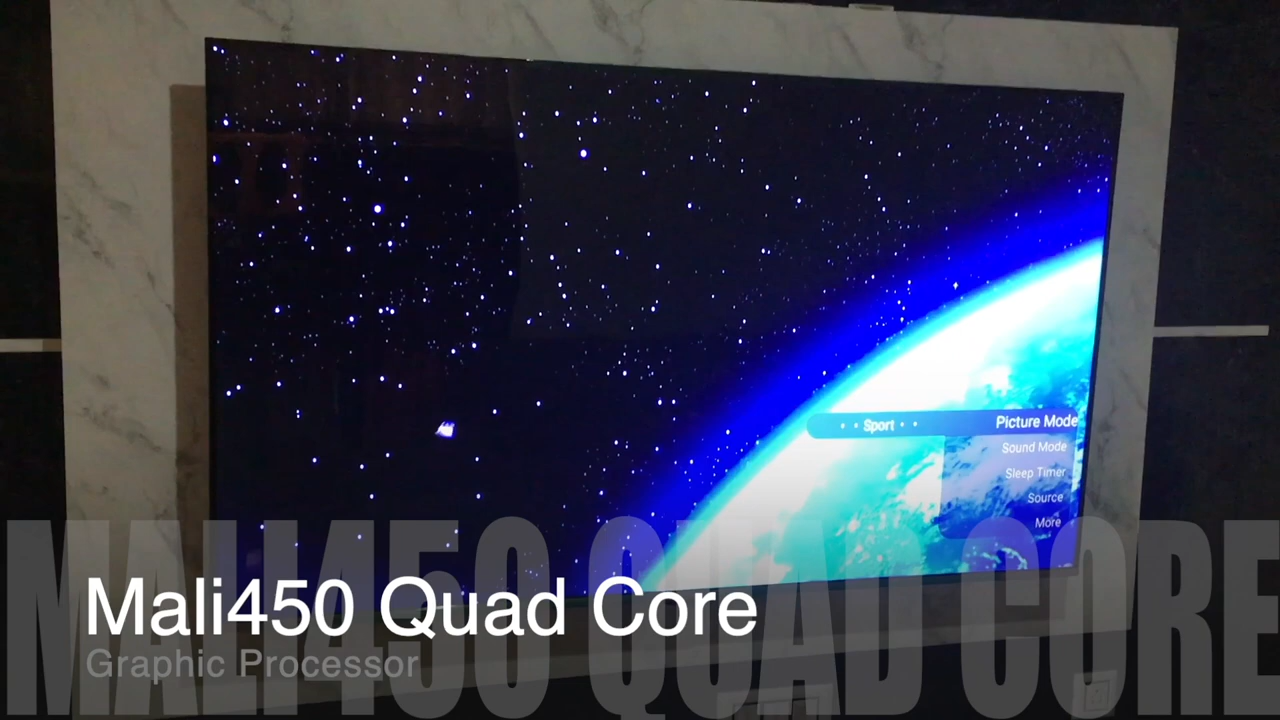 • • Sport • • Picture Mode
Sound Mode
Sleep Timer
Source
More
MALI450 QUAD CORE
Mali450 Quad Core
Graphic Processor